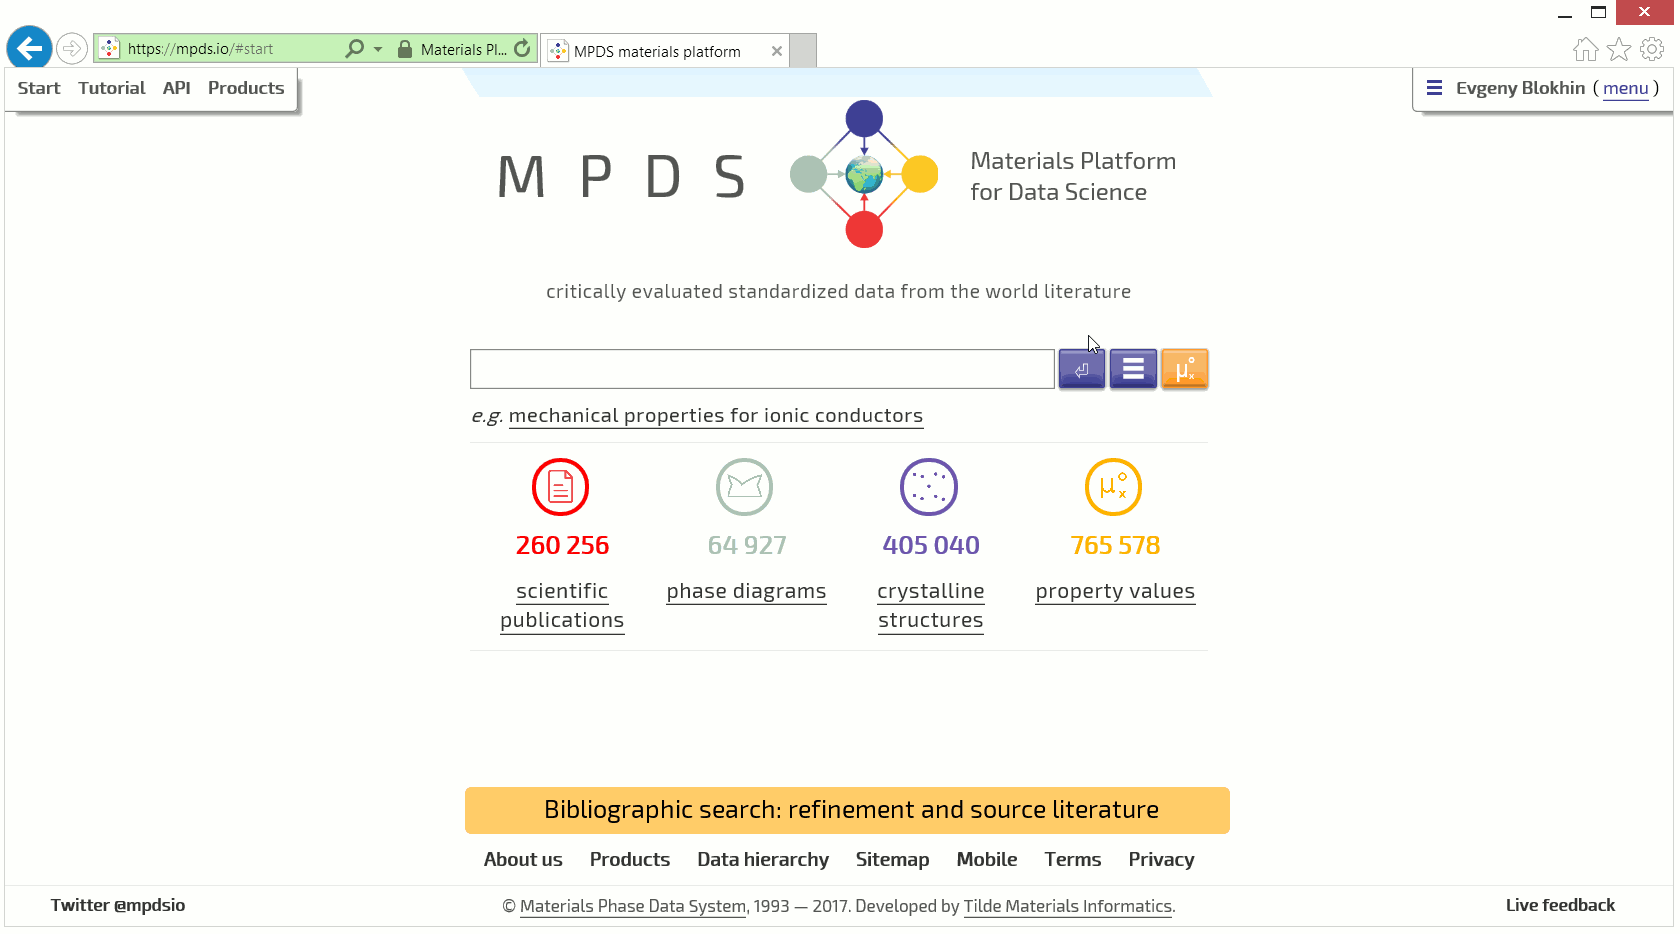 https://mpds.io/#start
Materials Pl...
MPDS materials platform
Start Tutorial API Products
Evgeny Blokhin ( menu )
M P D S
Materials Platform
for Data Science
critically evaluated standardized data from the world literature
μ°x
e.g. mechanical properties for ionic conductors
μ°x
260 256
64 927
405 040
765 578
scientific
publications
phase diagrams
crystalline
structures
property values
Bibliographic search: refinement and source literature
About us Products Data hierarchy Sitemap Mobile Terms Privacy
Twitter @mpdsio
© Materials Phase Data System, 1993 — 2017. Developed by Tilde Materials Informatics.
Live feedback